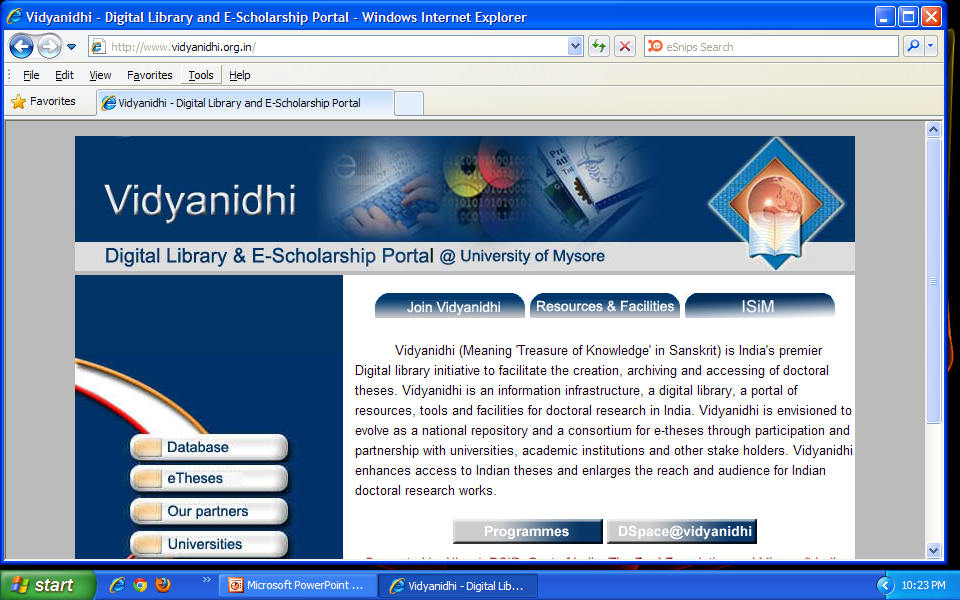 Vidyanidhi - Digital Library and E-Scholarship Portal - Windows Internet Explorer
http://www.vidyanidhi.org.in/
eSnips Search
File Edit View Favorites Tools Help
Favorites
Vidyanidhi - Digital Library and E-Scholarship Portal
Vidyanidhi
Digital Library & E-Scholarship Portal @ University of Mysore
Join Vidyanidhi
Resources & Facilities
ISiM
Vidyanidhi (Meaning 'Treasure of Knowledge' in Sanskrit) is India's premier
Digital library initiative to facilitate the creation, archiving and accessing of doctoral
theses. Vidyanidhi is an information infrastructure, a digital library, a portal of
resources, tools and facilities for doctoral research in India. Vidyanidhi is envisioned to
evolve as a national repository and a consortium for e-theses through participation and
partnership with universities, academic institutions and other stake holders. Vidyanidhi
enhances access to Indian theses and enlarges the reach and audience for Indian
doctoral research works.
Database
eTheses
Our partners
Universities
Programmes
DSpace@vidyanidhi
start
Microsoft PowerPoint ...
Vidyanidhi - Digital Lib...
10:23 PM